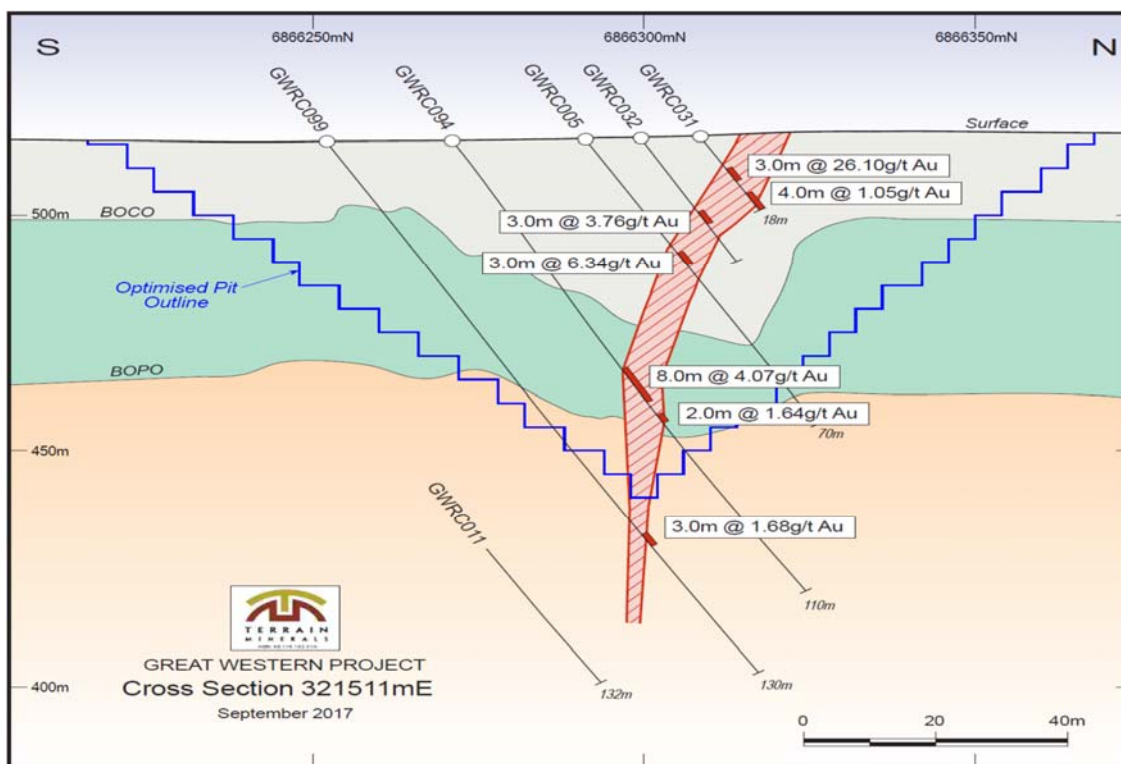 6866250mN
6866300mN
6866350mN
S
N
GWRC099
GWRC094
GWRC005
GWRC032
GWRC031
Surface
3.0m @ 26.10g/t Au
4.0m @ 1.05g/t Au
18m
500m
BOCO
3.0m @ 3.76g/t Au
3.0m @ 6.34g/t Au
Optimised Pit
Outline
BOPO
8.0m @ 4.07g/t Au
2.0m @ 1.64g/t Au
70m
450m
3.0m @ 1.68g/t Au
GWRC011
110m
TERRAIN
MINERALS
GREAT WESTERN PROJECT
Cross Section 321511mE
September 2017
400m
132m
130m
0
20
40m